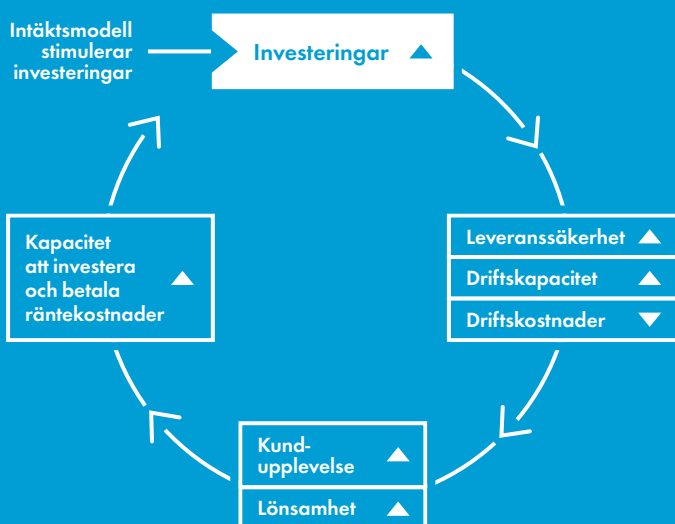 Intäktsmodell
stimulerar
investeringar
Investeringar
Leveranssäkerhet
Driftskapacitet
Driftskostnader
Kapacitet
att investera
och betala
räntekostnader
Kund-
upplevelse
Lönsamhet